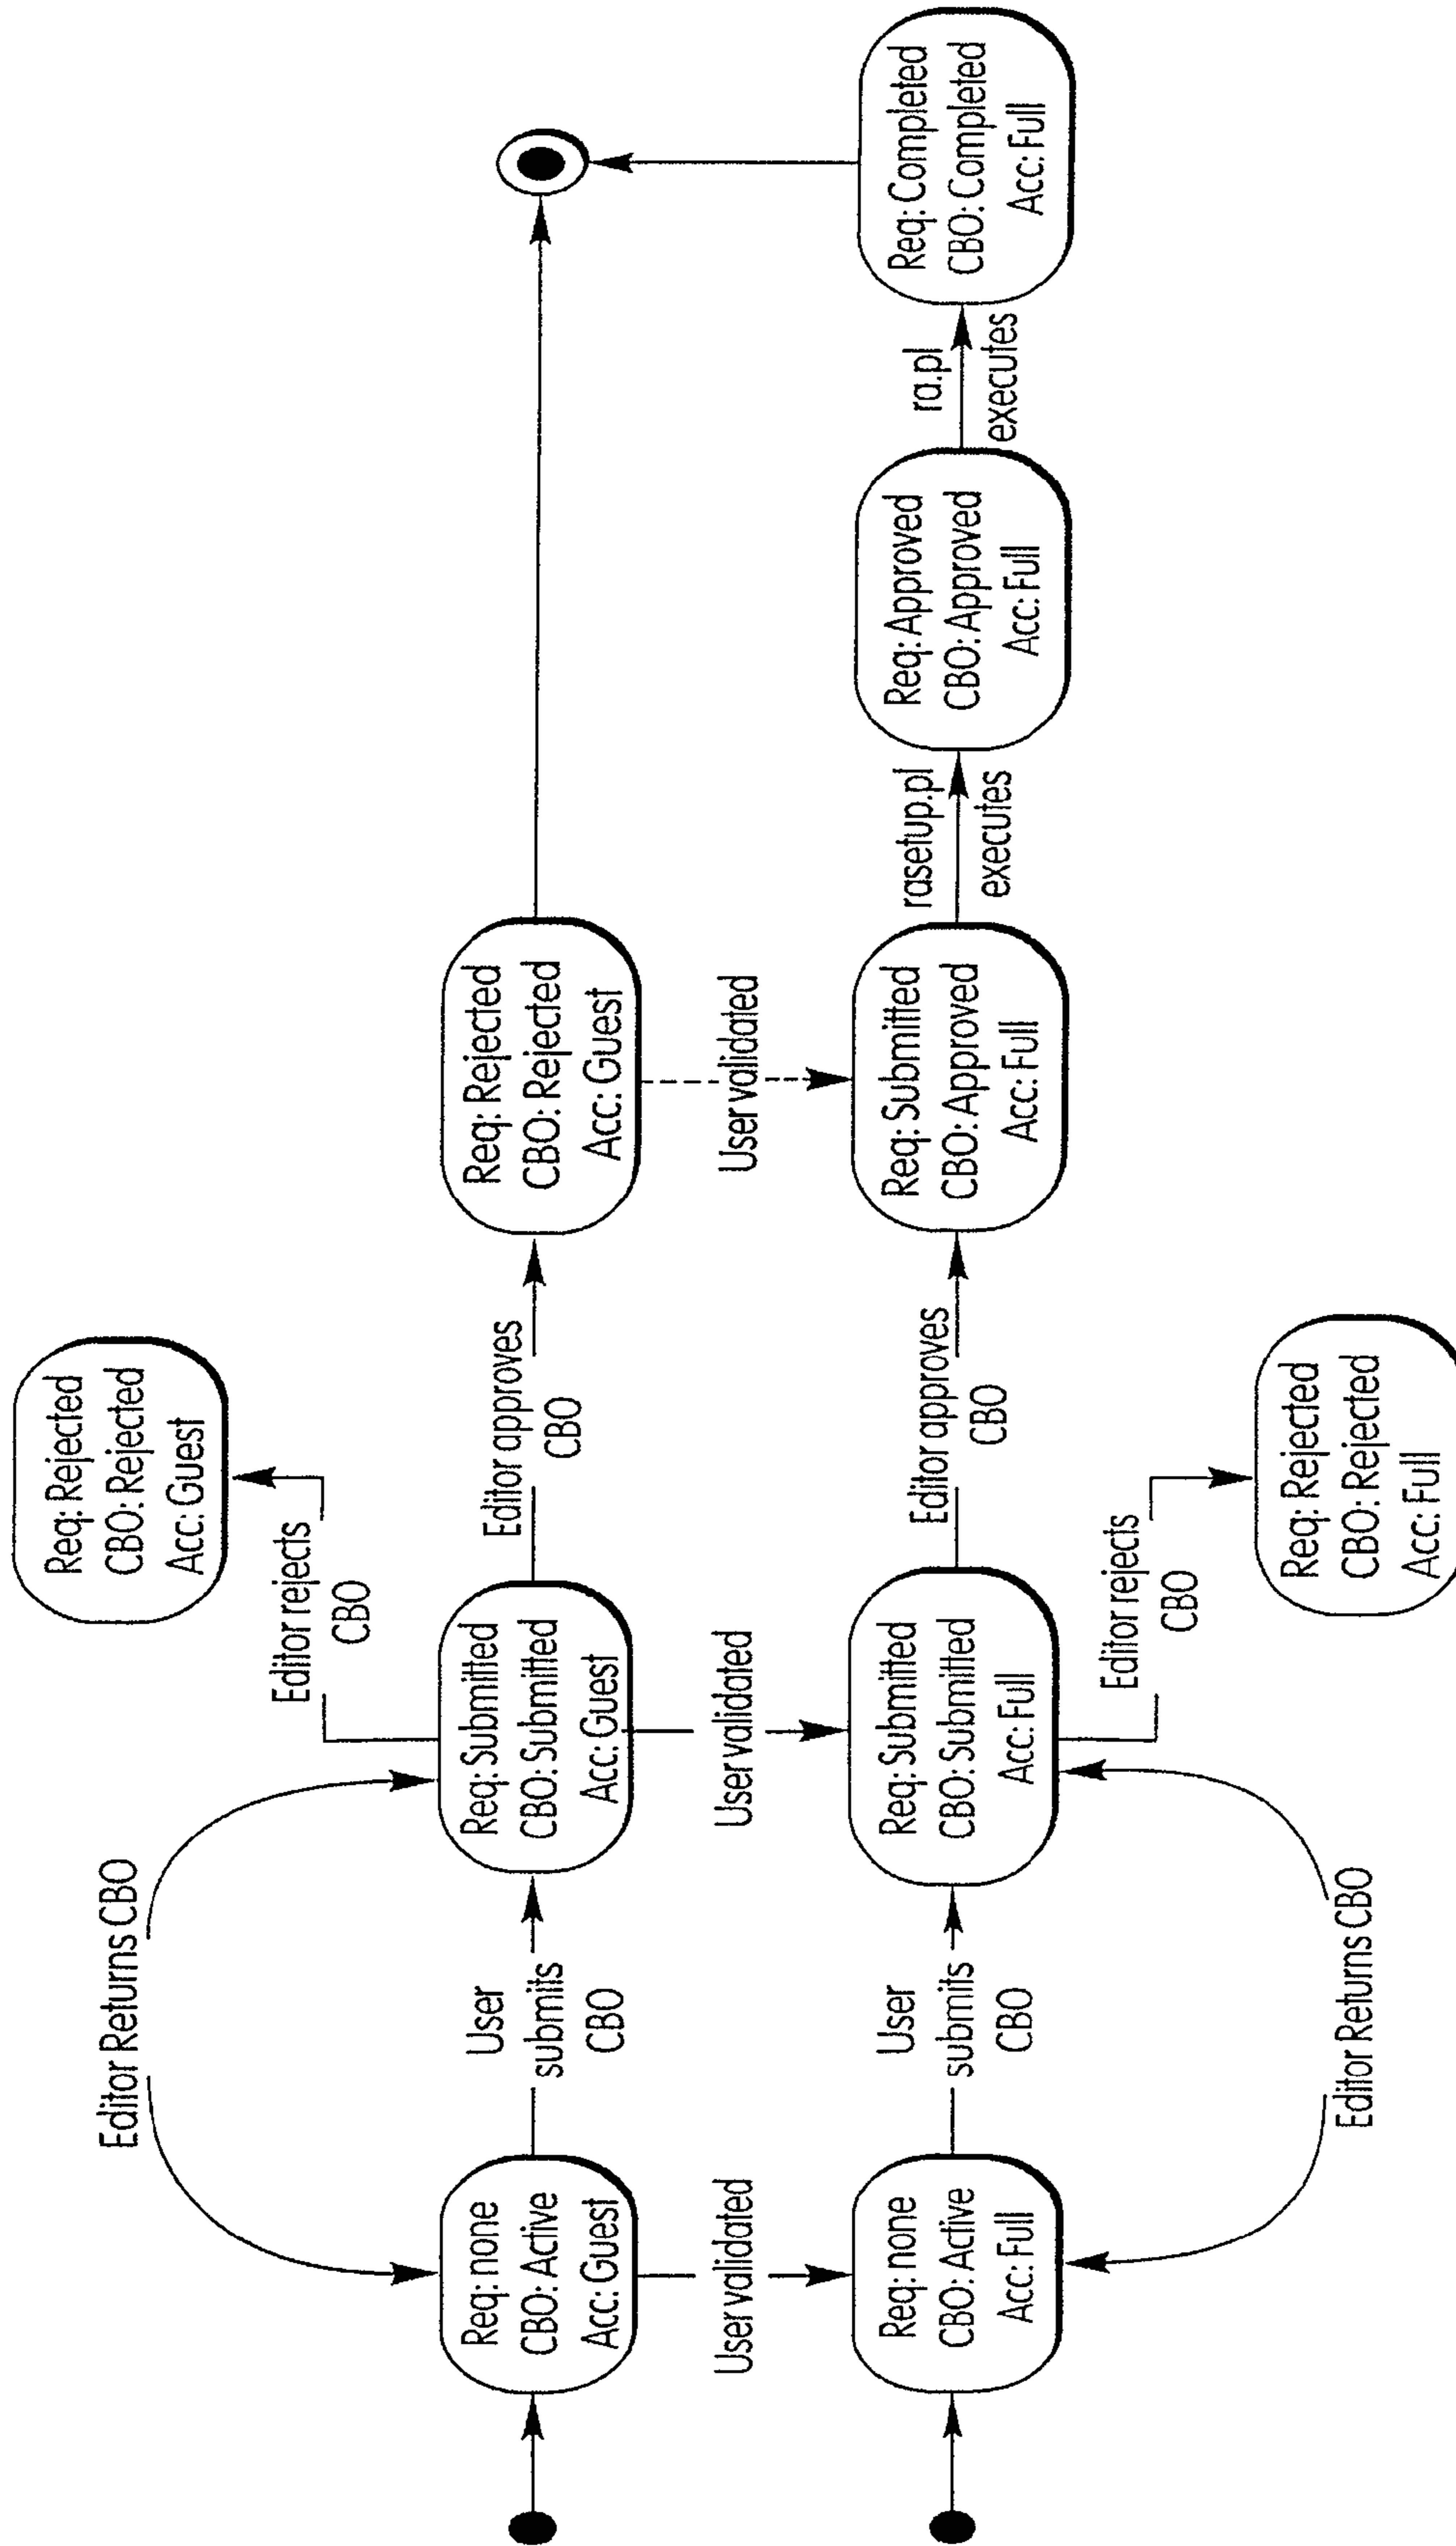 Editor Returns CBO
Editor rejects
CBO
Req: Rejected
CBO: Rejected
Acc: Guest
Req: none
CBO: Active
Acc: Guest
User
submits
CBO
Req: Submitted
CBO: Submitted
Acc: Guest
Editor approves
CBO
Req: Rejected
CBO: Rejected
Acc: Guest
User validated
User validated
User validated
Req: none
CBO: Active
Acc: Full
User
submits
CBO
Req: Submitted
CBO: Submitted
Acc: Full
Editor approves
CBO
Req: Submitted
CBO: Approved
Acc: Full
rasetup.pl
executes
Req: Approved
CBO: Approved
Acc: Full
ra.pl
executes
Req: Completed
CBO: Completed
Acc: Full
Editor Returns CBO
Editor rejects
CBO
Req: Rejected
CBO: Rejected
Acc: Full